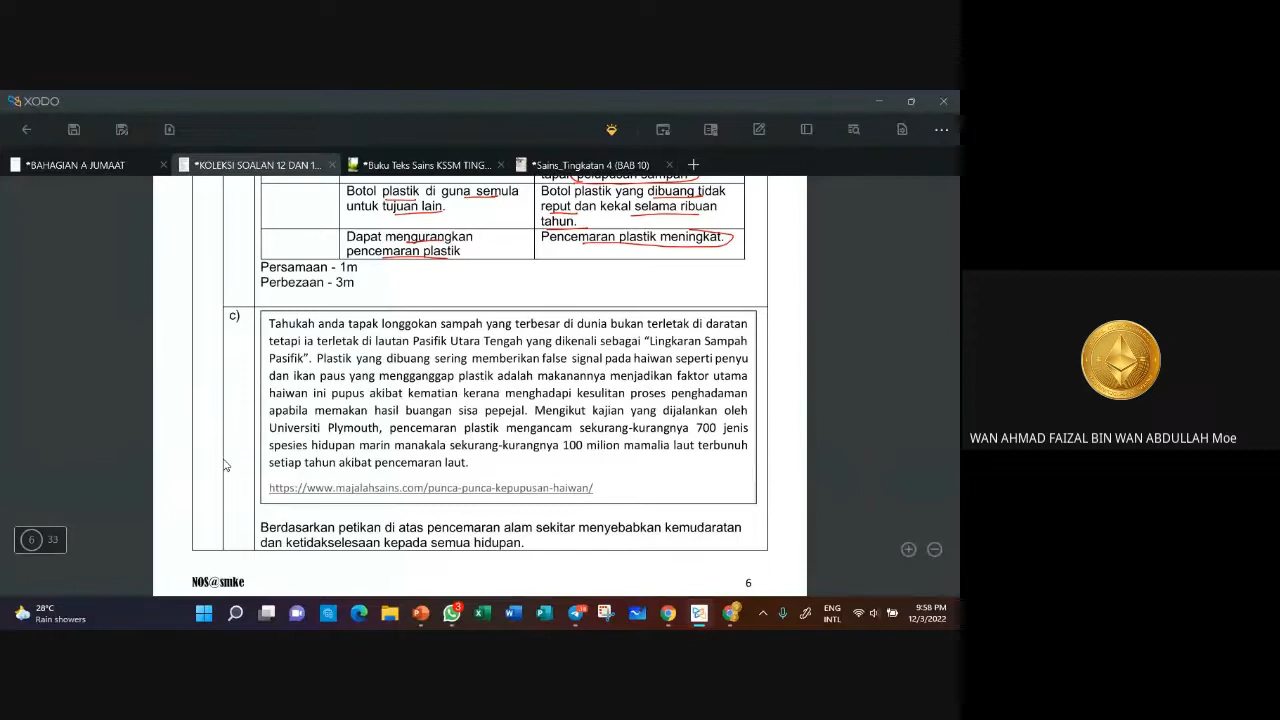 XODO
*BAHAGIAN A JUMAAT
*KOLEKSI SOALAN 12 DAN 1...
*Buku Teks Sains KSSM TING...
*Sains_Tingkatan 4 (BAB 10)
tapak pelupusan sampah
Botol plastik di guna semula
untuk tujuan lain.
Botol plastik yang dibuang tidak
reput dan kekal selama ribuan
tahun.
Dapat mengurangkan
pencemaran plastik
Pencemaran plastik meningkat.
Persamaan - 1m
Perbezaan - 3m
c)
Tahukah anda tapak longgokan sampah yang terbesar di dunia bukan terletak di daratan
tetapi ia terletak di lautan Pasifik Utara Tengah yang dikenali sebagai “Lingkaran Sampah
Pasifik”. Plastik yang dibuang sering memberikan false signal pada haiwan seperti penyu
dan ikan paus yang mengganggap plastik adalah makanannya menjadikan faktor utama
haiwan ini pupus akibat kematian kerana menghadapi kesulitan proses penghadaman
apabila memakan hasil buangan sisa pepejal. Mengikut kajian yang dijalankan oleh
Universiti Plymouth, pencemaran plastik mengancam sekurang-kurangnya 700 jenis
spesies hidupan marin manakala sekurang-kurangnya 100 milion mamalia laut terbunuh
setiap tahun akibat pencemaran laut.
https://www.majalahsains.com/punca-punca-kepupusan-haiwan/
Berdasarkan petikan di atas pencemaran alam sekitar menyebabkan kemudaratan
dan ketidakselesaan kepada semua hidupan.
NOS@smke
6
6 33
WAN AHMAD FAIZAL BIN WAN ABDULLAH Moe
28°C
Rain showers
3
ENG
INTL
9:58 PM
12/3/2022